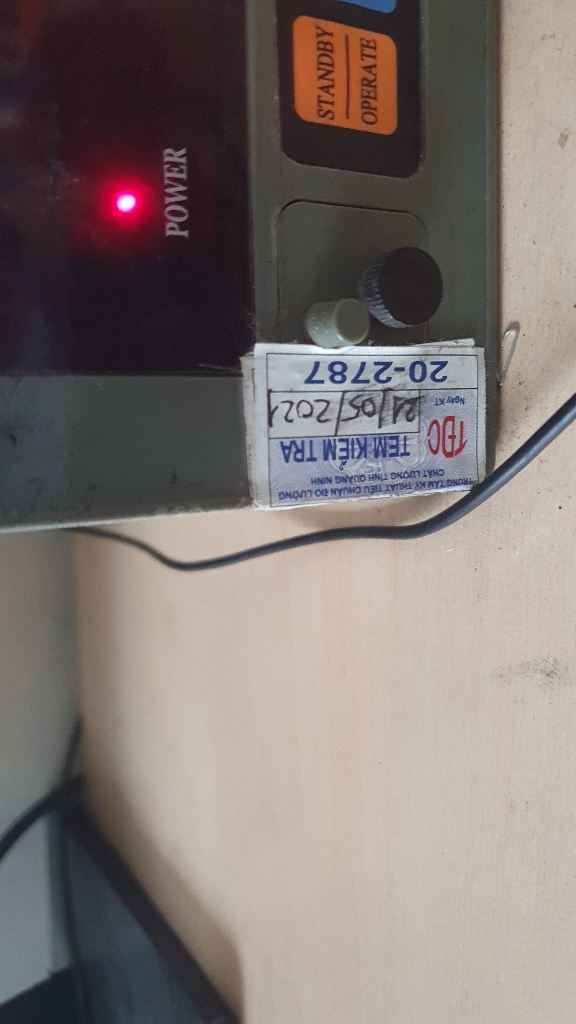 STANDBY
OPERATE
POWER
TRUNG TÂM KỸ THUẬT TIÊU CHUẨN ĐO LƯỜNG
CHẤT LƯỢNG TỈNH QUẢNG NINH
TĐC
TEM KIỂM TRA
Ngày KT
21/05/2021
20-2787